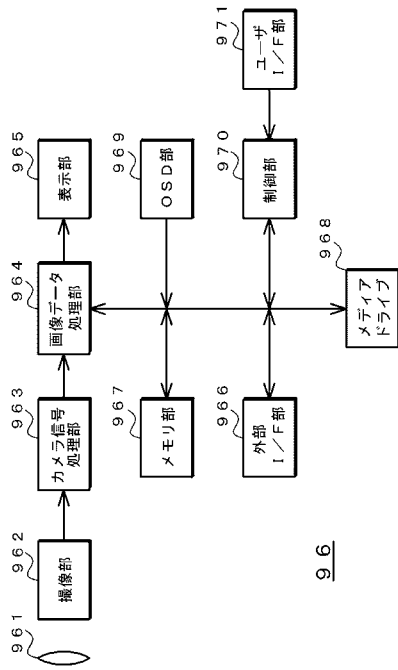 961
962
撮像部
963
カメラ信号
処理部
964
画像データ
処理部
965
表示部
967
メモリ部
969
OSD部
966
外部
I/F部
970
制御部
971
ユーザ
I/F部
968
メディア
ドライブ
96